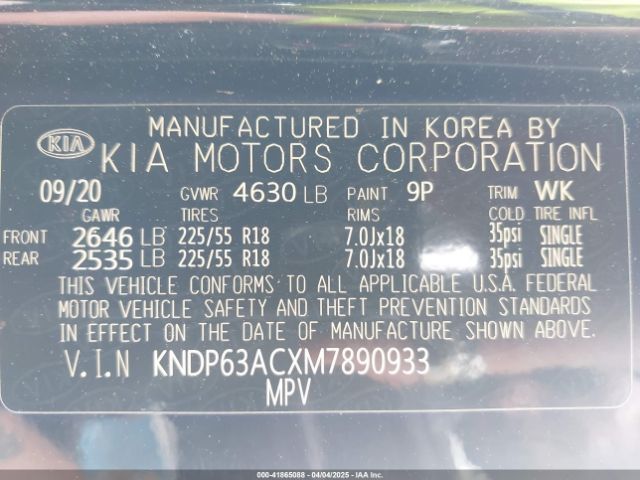 MANUFACTURED IN KOREA BY
KIA KIA MOTORS CORPORATION
09/20 GVWR 4630 LB PAINT 9P TRIM WK
GAWR TIRES RIMS COLD TIRE INFL
FRONT 2646 LB 225/55 R18 7.0Jx18 35psi SINGLE
REAR 2535 LB 225/55 R18 7.0Jx18 35psi SINGLE
THIS VEHICLE CONFORMS TO ALL APPLICABLE U.S.A. FEDERAL
MOTOR VEHICLE SAFETY AND THEFT PREVENTION STANDARDS
IN EFFECT ON THE DATE OF MANUFACTURE SHOWN ABOVE.
V.I.N KNDP63ACXM7890933
MPV
000-41865088 - 04/04/2025 - IAAI.COM